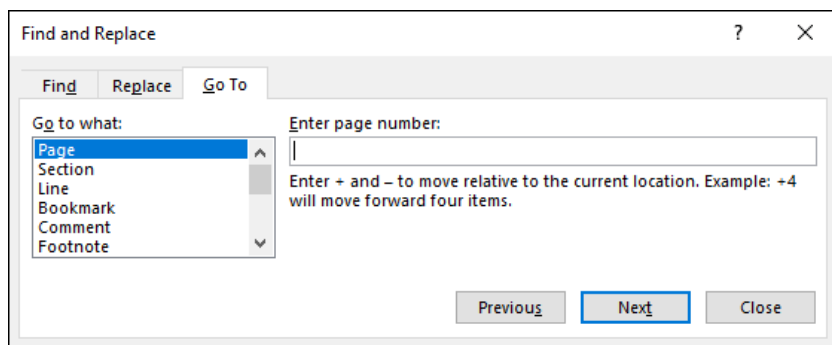 Find and Replace
?
Find
Replace
Go To
Go to what:
Page
Section
Line
Bookmark
Comment
Footnote
Enter page number:
Enter + and – to move relative to the current location. Example: +4
will move forward four items.
Previous
Next
Close